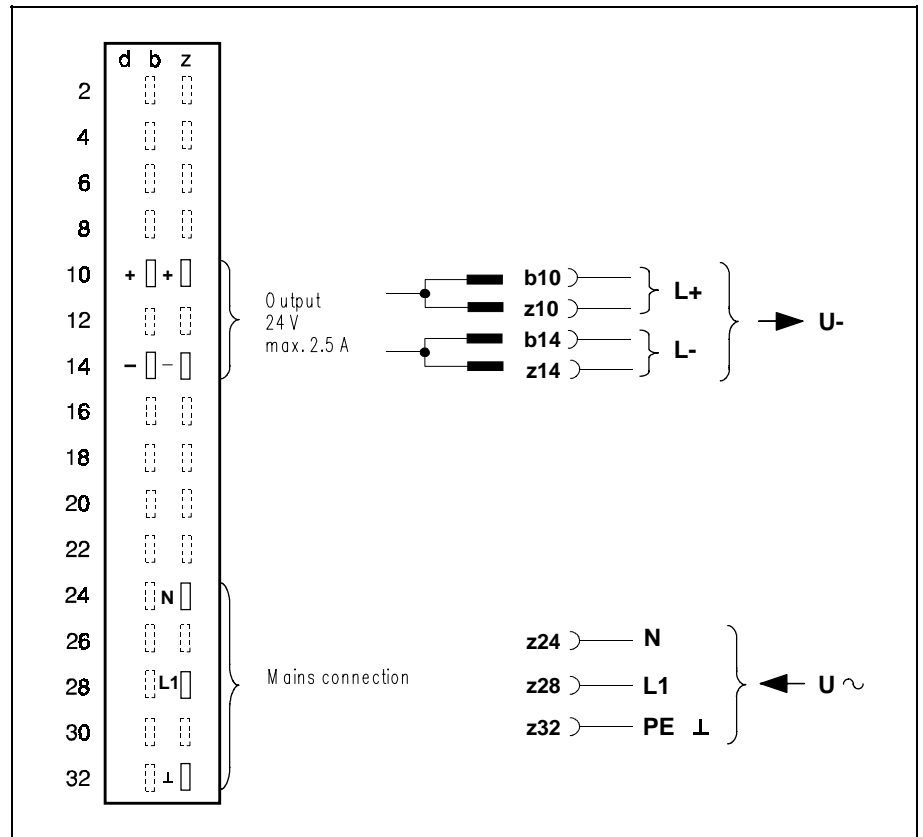 d b z
2
4
6
8
10 + +
12
14 – –
16
18
20
22
24 N
26
28 L1
30
32 ⊥
Output
24V
max. 2.5 A
b10
z10
L+
b14
z14
L-
U-
Mains connection
z24 N
z28 L1
z32 PE ⊥
U ~